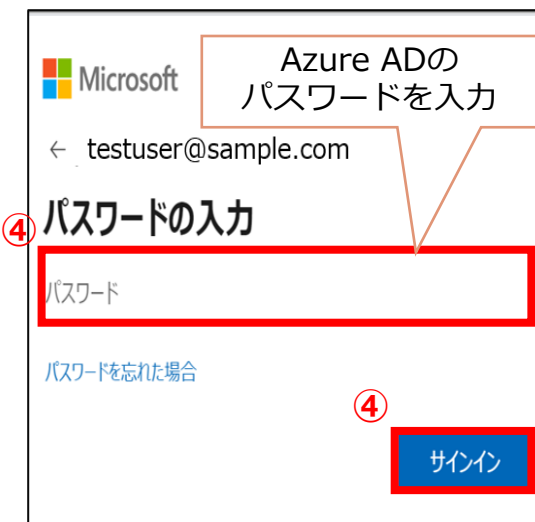 Microsoft
Azure ADの
パスワードを入力
← testuser@sample.com
パスワードの入力
④
パスワード
パスワードを忘れた場合
④
サインイン